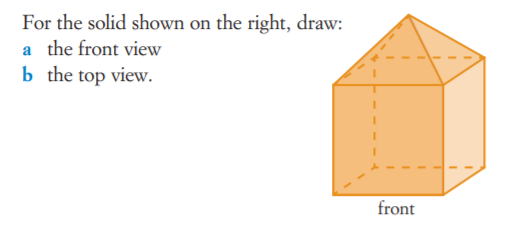 For the solid shown on the right, draw:
a the front view
b the top view.
front